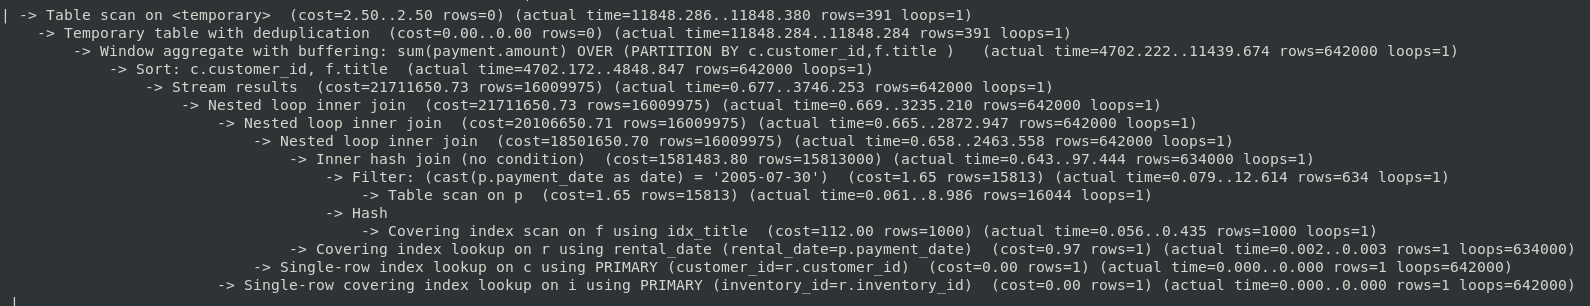 | -> Table scan on <temporary>  (cost=2.50..2.50 rows=0) (actual time=11848.286..11848.380 rows=391 loops=1)
    -> Temporary table with deduplication  (cost=0.00..0.00 rows=0) (actual time=11848.284..11848.284 rows=391 loops=1)
        -> Window aggregate with buffering: sum(payment.amount) OVER (PARTITION BY c.customer_id,f.title )   (actual time=4702.222..11439.674 rows=642000 loops=1)
            -> Sort: c.customer_id, f.title  (actual time=4702.172..4848.847 rows=642000 loops=1)
                -> Stream results  (cost=21711650.73 rows=16009975) (actual time=0.677..3746.253 rows=642000 loops=1)
                    -> Nested loop inner join  (cost=21711650.73 rows=16009975) (actual time=0.669..3235.210 rows=642000 loops=1)
                        -> Nested loop inner join  (cost=20106650.71 rows=16009975) (actual time=0.665..2872.947 rows=642000 loops=1)
                            -> Nested loop inner join  (cost=18501650.70 rows=16009975) (actual time=0.658..2463.558 rows=642000 loops=1)
                                -> Inner hash join (no condition)  (cost=1581483.80 rows=15813000) (actual time=0.643..97.444 rows=634000 loops=1)
                                    -> Filter: (cast(p.payment_date as date) = '2005-07-30')  (cost=1.65 rows=15813) (actual time=0.079..12.614 rows=634 loops=1)
                                        -> Table scan on p  (cost=1.65 rows=15813) (actual time=0.061..8.986 rows=16044 loops=1)
                                    -> Hash
                                        -> Covering index scan on f using idx_title  (cost=112.00 rows=1000) (actual time=0.056..0.435 rows=1000 loops=1)
                                -> Covering index lookup on r using rental_date (rental_date=p.payment_date)  (cost=0.97 rows=1) (actual time=0.002..0.003 rows=1 loops=634000)
                            -> Single-row index lookup on c using PRIMARY (customer_id=r.customer_id)  (cost=0.00 rows=1) (actual time=0.000..0.000 rows=1 loops=642000)
                        -> Single-row covering index lookup on i using PRIMARY (inventory_id=r.inventory_id)  (cost=0.00 rows=1) (actual time=0.000..0.000 rows=1 loops=642000)
 |